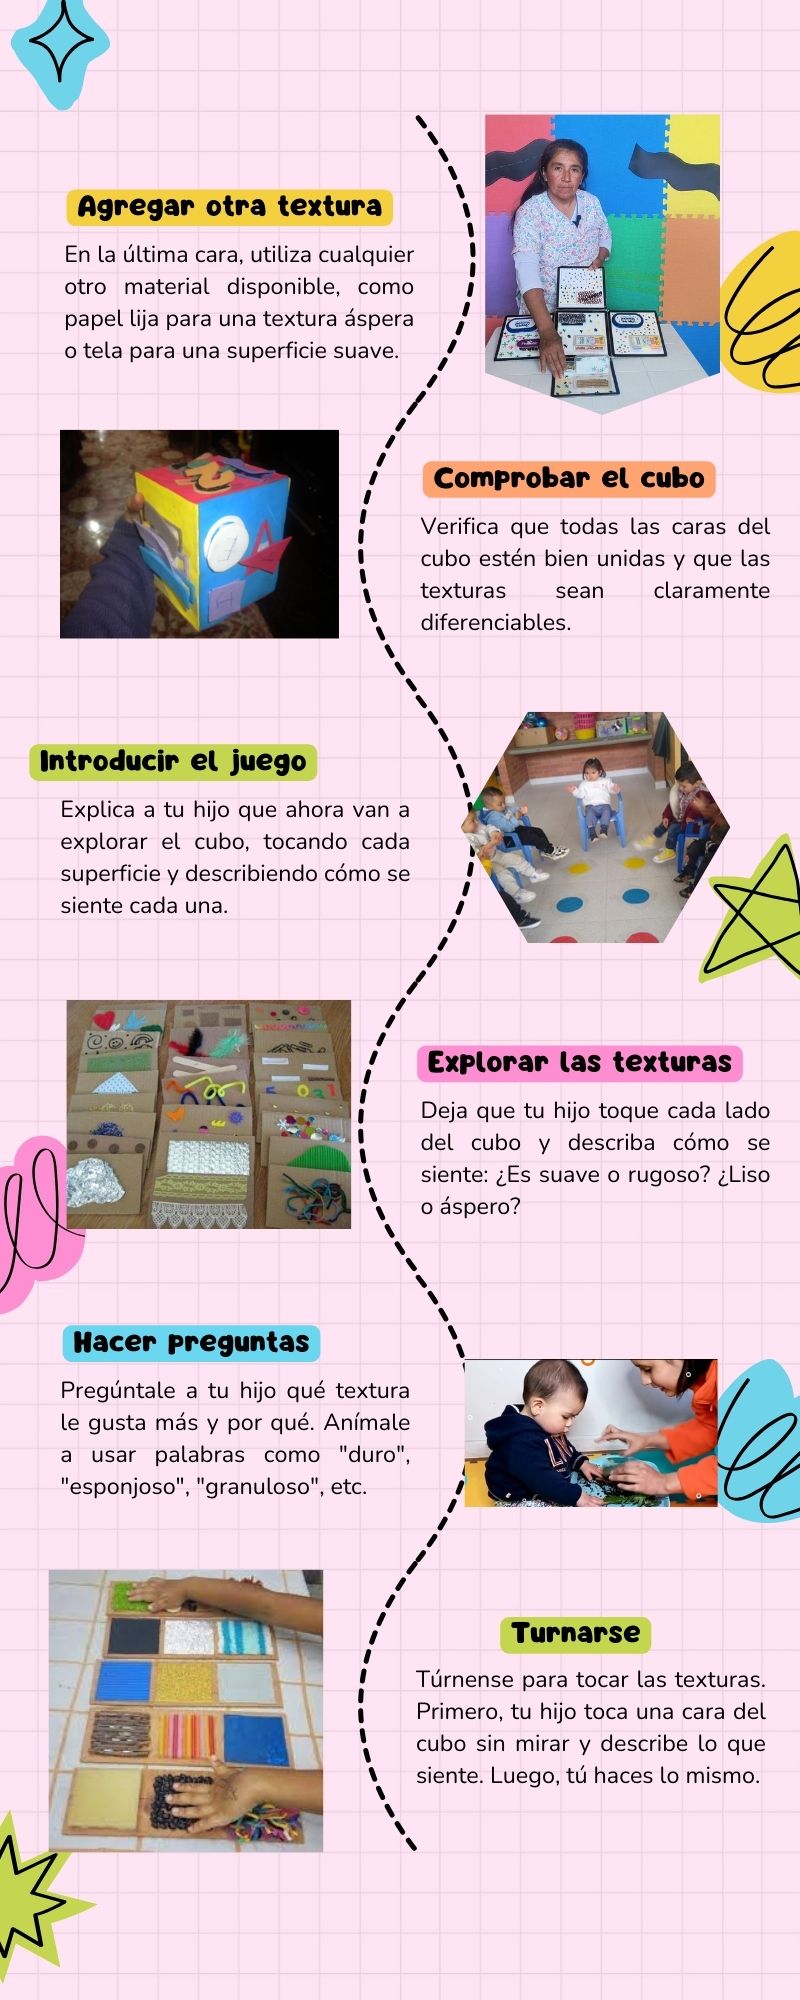 Agregar otra textura
En la última cara, utiliza cualquier
otro material disponible, como
papel lija para una textura áspera
o tela para una superficie suave.
Comprobar el cubo
Verifica que todas las caras del
cubo estén bien unidas y que las
texturas sean claramente
diferenciables.
Introducir el juego
Explica a tu hijo que ahora van a
explorar el cubo, tocando cada
superficie y describiendo cómo se
siente cada una.
Explorar las texturas
Deja que tu hijo toque cada lado
del cubo y describa cómo se
siente: ¿Es suave o rugoso? ¿Liso
o áspero?
Hacer preguntas
Pregúntale a tu hijo qué textura
le gusta más y por qué. Anímale
a usar palabras como "duro",
"esponjoso", "granuloso", etc.
Turnarse
Túrnense para tocar las texturas.
Primero, tu hijo toca una cara del
cubo sin mirar y describe lo que
siente. Luego, tú haces lo mismo.